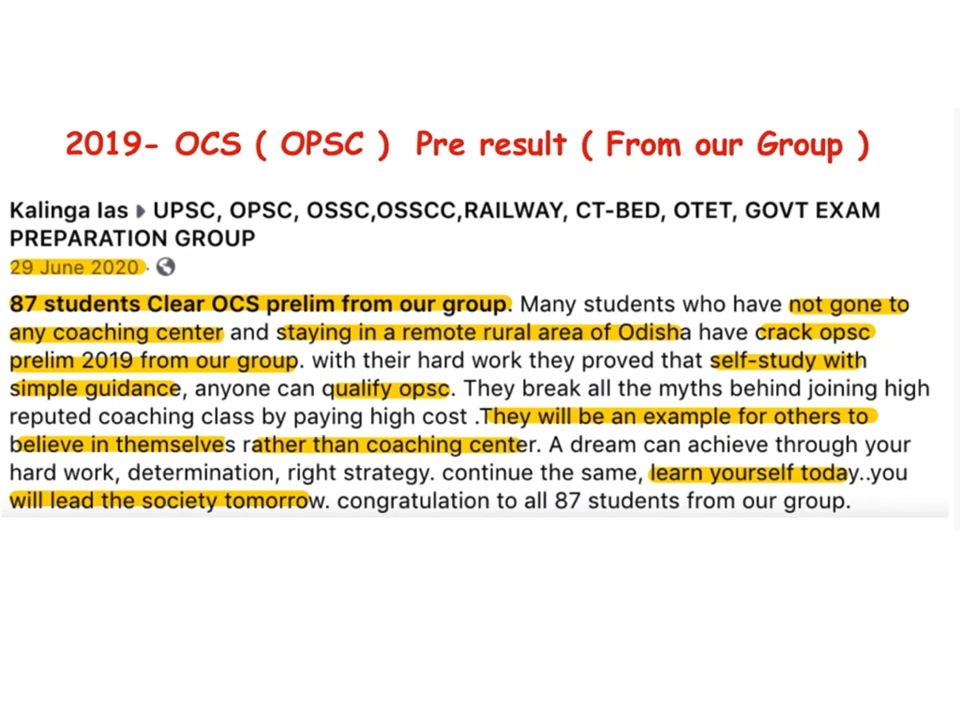 2019- OCS ( OPSC ) Pre result ( From our Group )
Kalinga Ias ▸ UPSC, OPSC, OSSC,OSSCC,RAILWAY, CT-BED, OTET, GOVT EXAM
PREPARATION GROUP
29 June 2020 ·
87 students Clear OCS prelim from our group. Many students who have not gone to
any coaching center and staying in a remote rural area of Odisha have crack opsc
prelim 2019 from our group. with their hard work they proved that self-study with
simple guidance, anyone can qualify opsc. They break all the myths behind joining high
reputed coaching class by paying high cost .They will be an example for others to
believe in themselves rather than coaching center. A dream can achieve through your
hard work, determination, right strategy. continue the same, learn yourself today..you
will lead the society tomorrow. congratulation to all 87 students from our group.